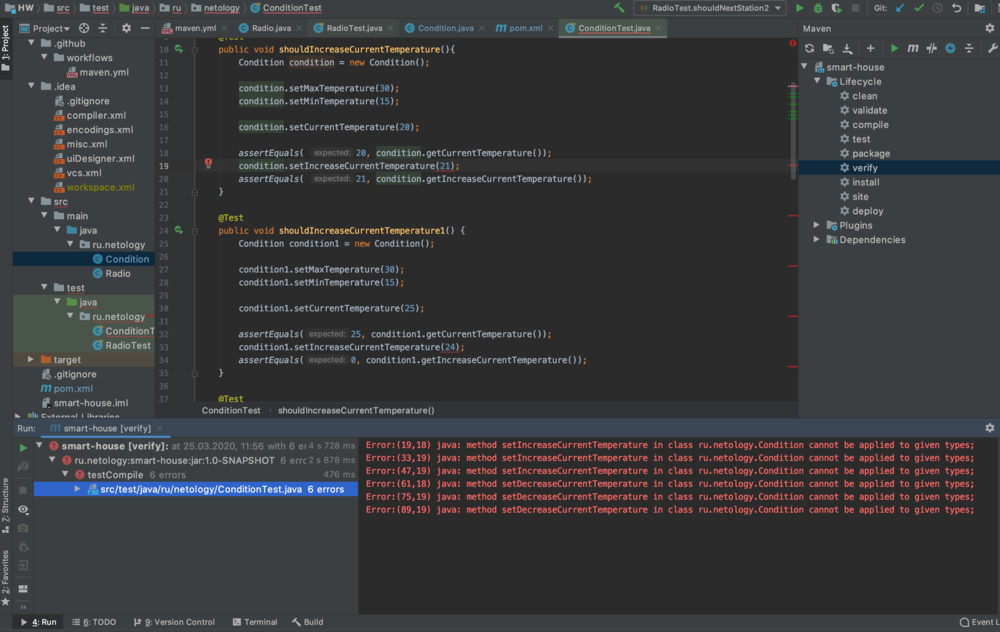 HW src test java ru netology ConditionTest RadioTest.shouldNextStation2 Git:
Project maven.yml Radio.java RadioTest.java Condition.java pom.xml ConditionTest.java Maven
1: Project
.github
workflows
maven.yml
.idea
.gitignore
compiler.xml
encodings.xml
misc.xml
uiDesigner.xml
vcs.xml
workspace.xml
src
main
java
ru.netology
Condition
Radio
test
java
ru.netology
ConditionT
RadioTest
target
.gitignore
pom.xml
smart-house.iml
External Libraries
@Test
10 public void shouldIncreaseCurrentTemperature(){
11 Condition condition = new Condition();
12
13 condition.setMaxTemperature(30);
14 condition.setMinTemperature(15);
15
16 condition.setCurrentTemperature(20);
17
18 assertEquals( expected: 20, condition.getCurrentTemperature());
19 condition.setIncreaseCurrentTemperature(21);
20 assertEquals( expected: 21, condition.getIncreaseCurrentTemperature());
21 }
22
23 @Test
24 public void shouldIncreaseCurrentTemperature1() {
25 Condition condition1 = new Condition();
26
27 condition1.setMaxTemperature(30);
28 condition1.setMinTemperature(15);
29
30 condition1.setCurrentTemperature(25);
31
32 assertEquals( expected: 25, condition1.getCurrentTemperature());
33 condition1.setIncreaseCurrentTemperature(24);
34 assertEquals( expected: 0, condition1.getIncreaseCurrentTemperature());
35 }
36
37 @Test
ConditionTest › shouldIncreaseCurrentTemperature()
smart-house
Lifecycle
clean
validate
compile
test
package
verify
install
site
deploy
Plugins
Dependencies
Run: smart-house [verify]
smart-house [verify]: at 25.03.2020, 11:56 with 6 err 4 s 728 ms
ru.netology:smart-house:jar:1.0-SNAPSHOT 6 erro 2 s 878 ms
testCompile 6 errors 476 ms
src/test/java/ru/netology/ConditionTest.java 6 errors
Error:(19,18) java: method setIncreaseCurrentTemperature in class ru.netology.Condition cannot be applied to given types;
Error:(33,19) java: method setIncreaseCurrentTemperature in class ru.netology.Condition cannot be applied to given types;
Error:(47,19) java: method setIncreaseCurrentTemperature in class ru.netology.Condition cannot be applied to given types;
Error:(61,18) java: method setDecreaseCurrentTemperature in class ru.netology.Condition cannot be applied to given types;
Error:(75,19) java: method setDecreaseCurrentTemperature in class ru.netology.Condition cannot be applied to given types;
Error:(89,19) java: method setDecreaseCurrentTemperature in class ru.netology.Condition cannot be applied to given types;
Z: Structure
2: Favorites
4: Run 6: TODO 9: Version Control Terminal Build Event L